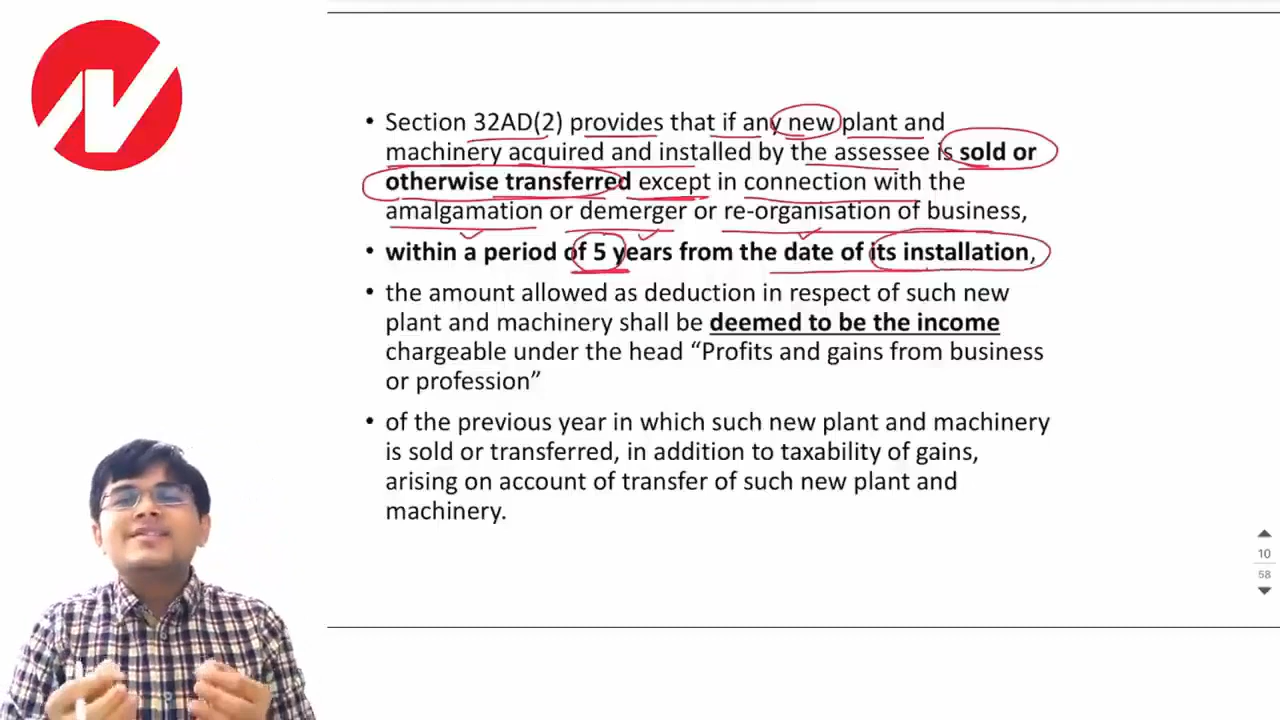 • Section 32AD(2) provides that if any new plant and
machinery acquired and installed by the assessee is sold or
otherwise transferred except in connection with the
amalgamation or demerger or re-organisation of business,
• within a period of 5 years from the date of its installation,
• the amount allowed as deduction in respect of such new
plant and machinery shall be deemed to be the income
chargeable under the head “Profits and gains from business
or profession”
• of the previous year in which such new plant and machinery
is sold or transferred, in addition to taxability of gains,
arising on account of transfer of such new plant and
machinery.
10
58